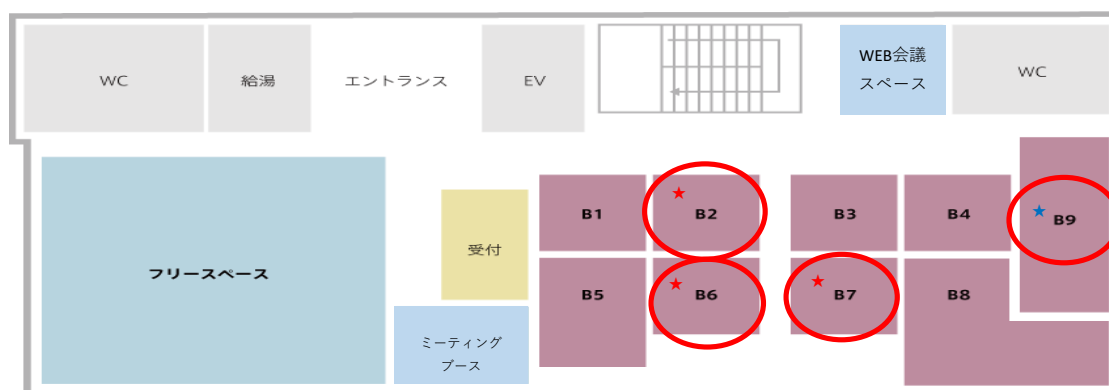 WC
給湯
エントランス
EV
WEB会議
スペース
WC
フリースペース
受付
ミーティング
ブース
B1
★
B2
B3
B4
★
B9
B5
★
B6
★
B7
B8